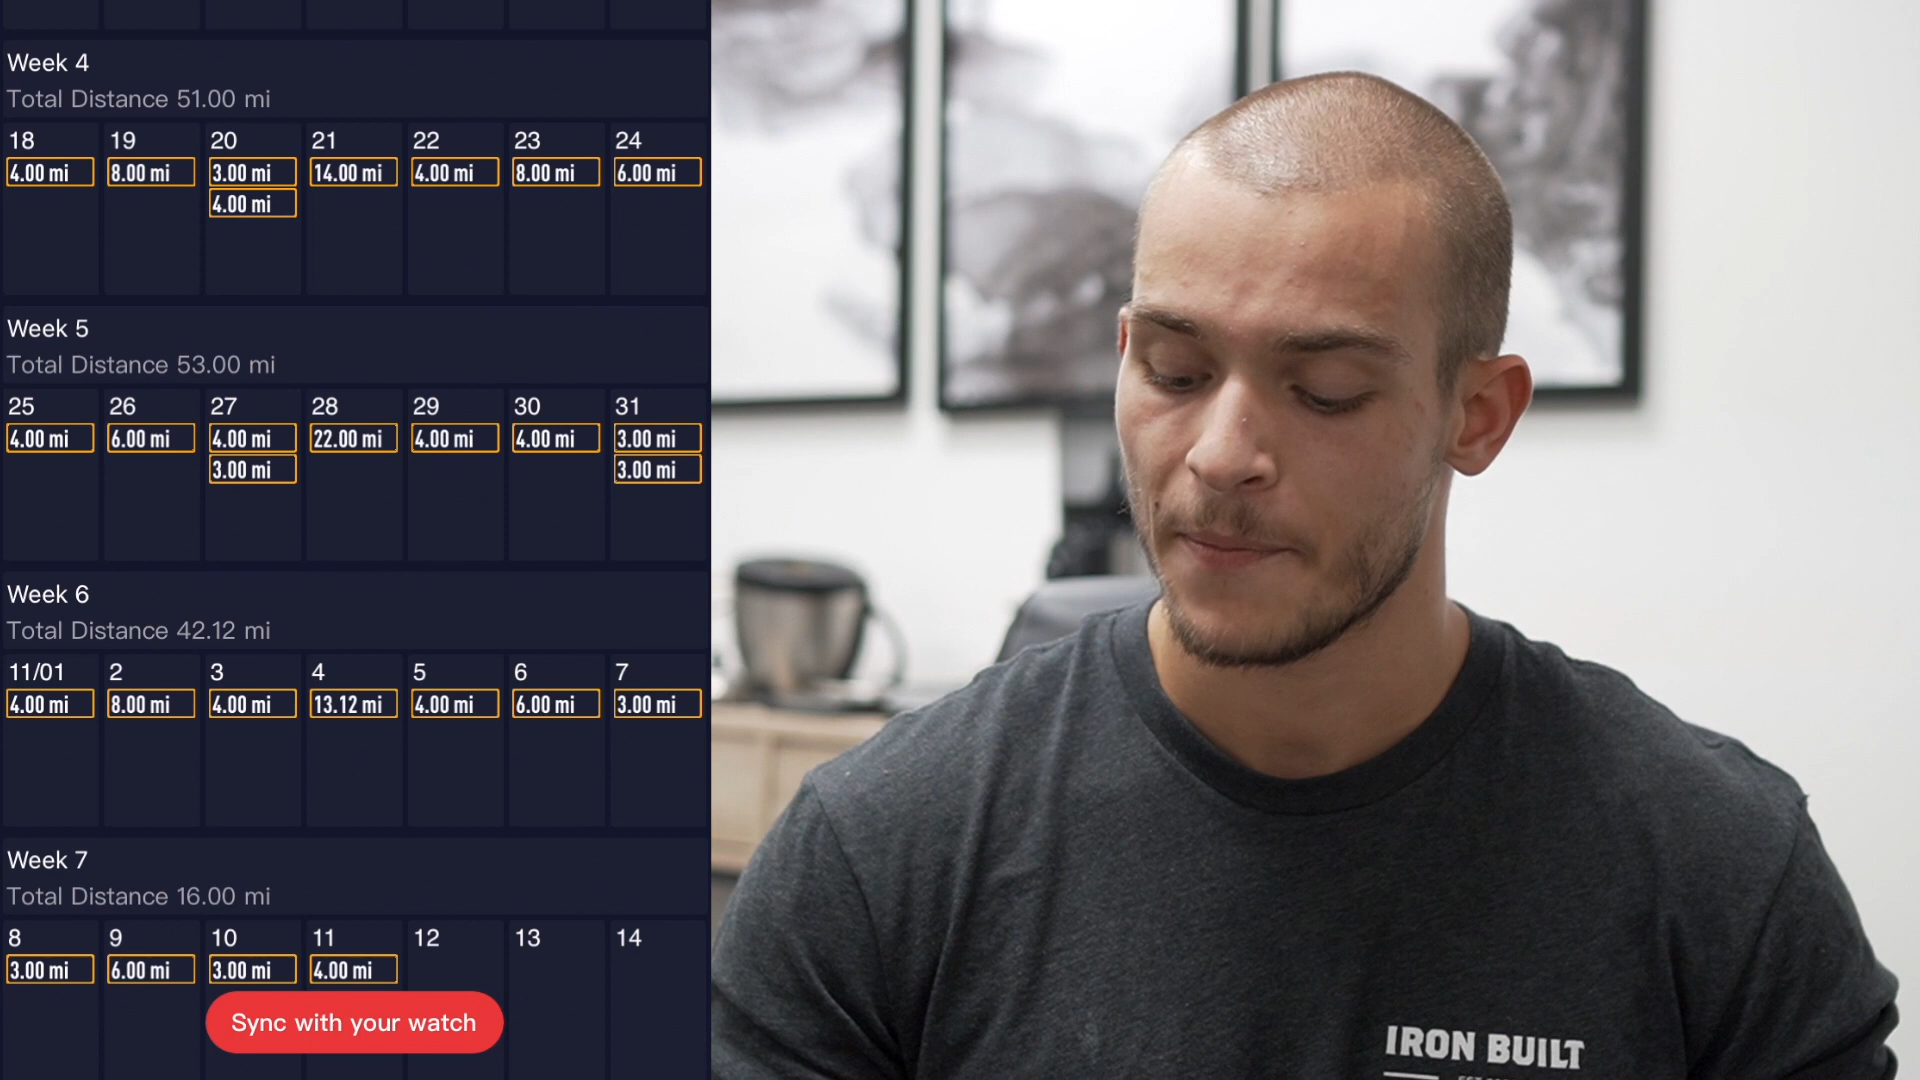 Week 4
Total Distance 51.00 mi
18 19 20 21 22 23 24
4.00 mi 8.00 mi 3.00 mi 14.00 mi 4.00 mi 8.00 mi 6.00 mi
4.00 mi
Week 5
Total Distance 53.00 mi
25 26 27 28 29 30 31
4.00 mi 6.00 mi 4.00 mi 22.00 mi 4.00 mi 4.00 mi 3.00 mi
3.00 mi 3.00 mi
Week 6
Total Distance 42.12 mi
11/01 2 3 4 5 6 7
4.00 mi 8.00 mi 4.00 mi 13.12 mi 4.00 mi 6.00 mi 3.00 mi
Week 7
Total Distance 16.00 mi
8 9 10 11 12 13 14
3.00 mi 6.00 mi 3.00 mi 4.00 mi
Sync with your watch
IRON BUILT